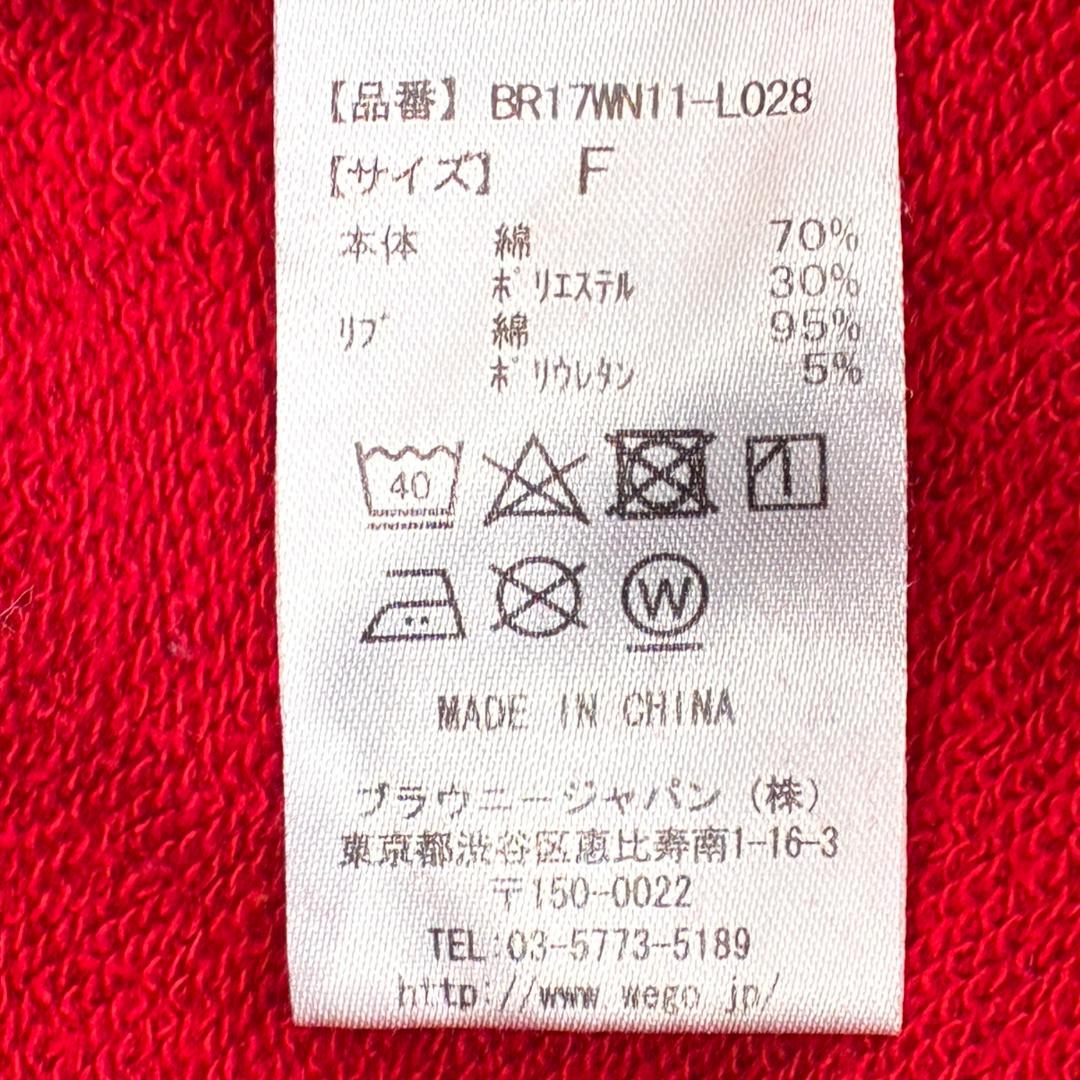 【品番】 BR17WN11-L028
【サイズ】 F
本体 綿 70%
ポリエステル 30%
リブ 綿 95%
ポリウレタン 5%
40
W
MADE IN CHINA
ブラウニージャパン (株)
東京都渋谷区恵比寿南1-16-3
〒150-0022
TEL:03-5773-5189
http://www.wego.jp/